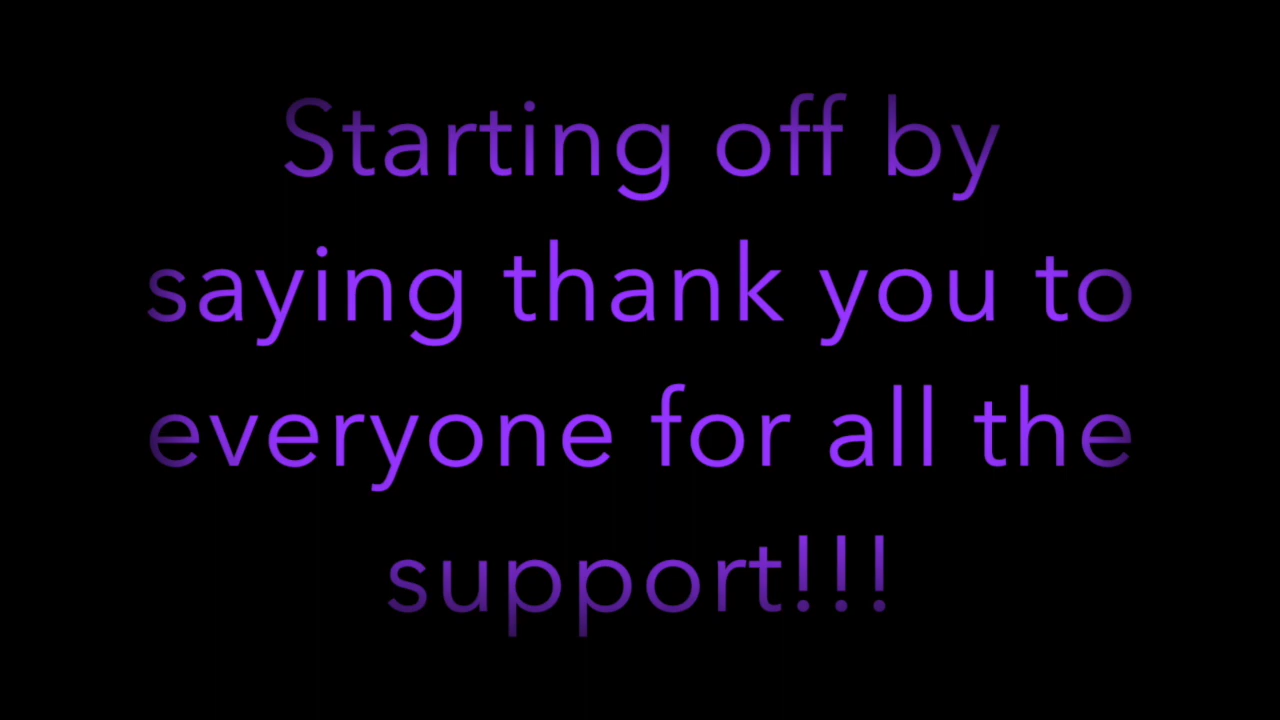 Starting off by
saying thank you to
everyone for all the
support!!!